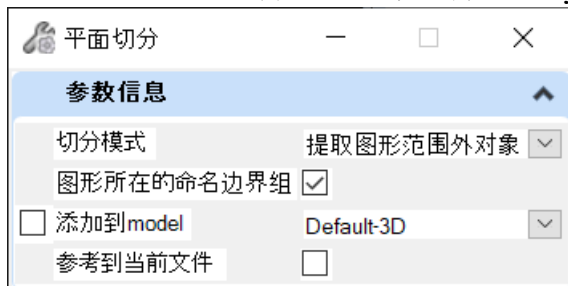 平面切分
参数信息
切分模式 提取图形范围外对象
图形所在的命名边界组
添加到model Default-3D
参考到当前文件